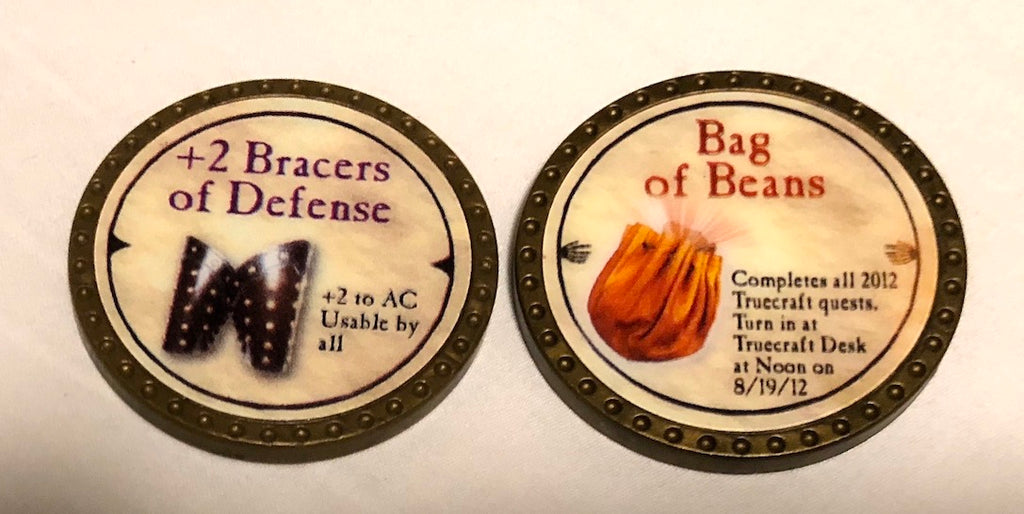 +2 Bracers
of Defense
+2 to AC
Usable by
all
Bag
of Beans
Completes all 2012
Truecraft quests.
Turn in at
Truecraft Desk
at Noon on
8/19/12